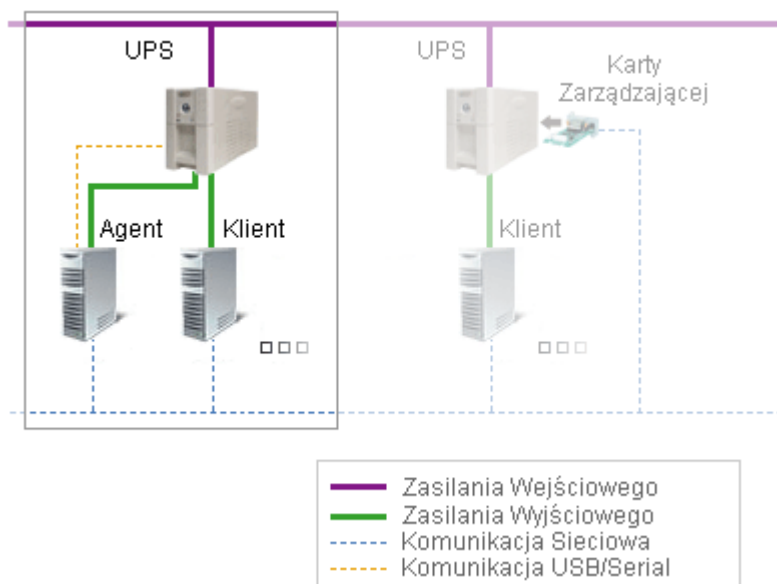 UPS
Agent
Klient
UPS
Karty
Zarządzającej
Klient
Zasilania Wejściowego
Zasilania Wyjściowego
Komunikacja Sieciowa
Komunikacja USB/Serial